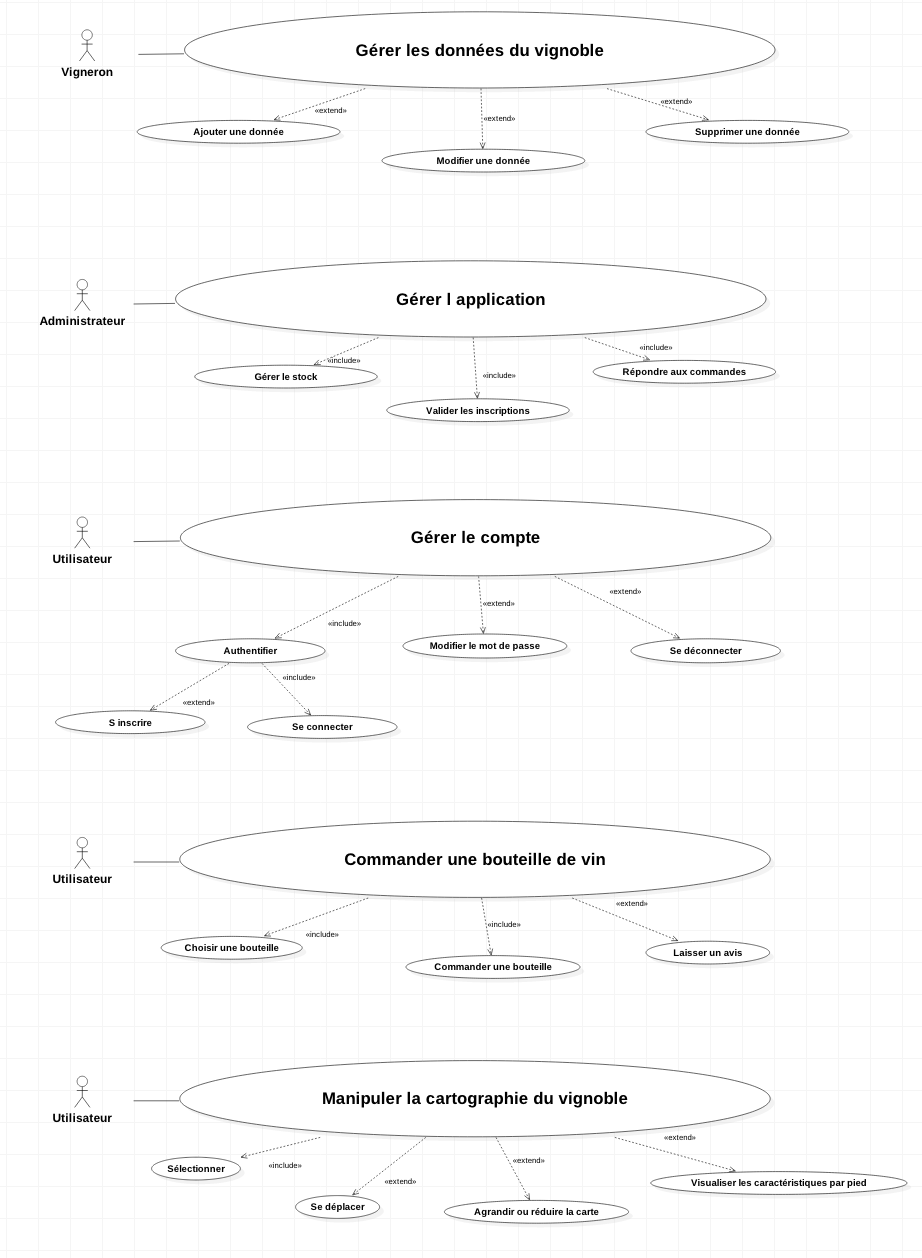 Gérer les données du vignoble
Vigneron
«extend»
«extend»
«extend»
Ajouter une donnée
Modifier une donnée
Supprimer une donnée
Gérer l application
Administrateur
«include»
«include»
«include»
Gérer le stock
Valider les inscriptions
Répondre aux commandes
Gérer le compte
Utilisateur
«include»
«extend»
«extend»
Authentifier
Modifier le mot de passe
Se déconnecter
«extend»
«include»
S inscrire
Se connecter
Commander une bouteille de vin
Utilisateur
«include»
«include»
«extend»
Choisir une bouteille
Commander une bouteille
Laisser un avis
Manipuler la cartographie du vignoble
Utilisateur
«include»
«extend»
«extend»
«extend»
Sélectionner
Se déplacer
Agrandir ou réduire la carte
Visualiser les caractéristiques par pied